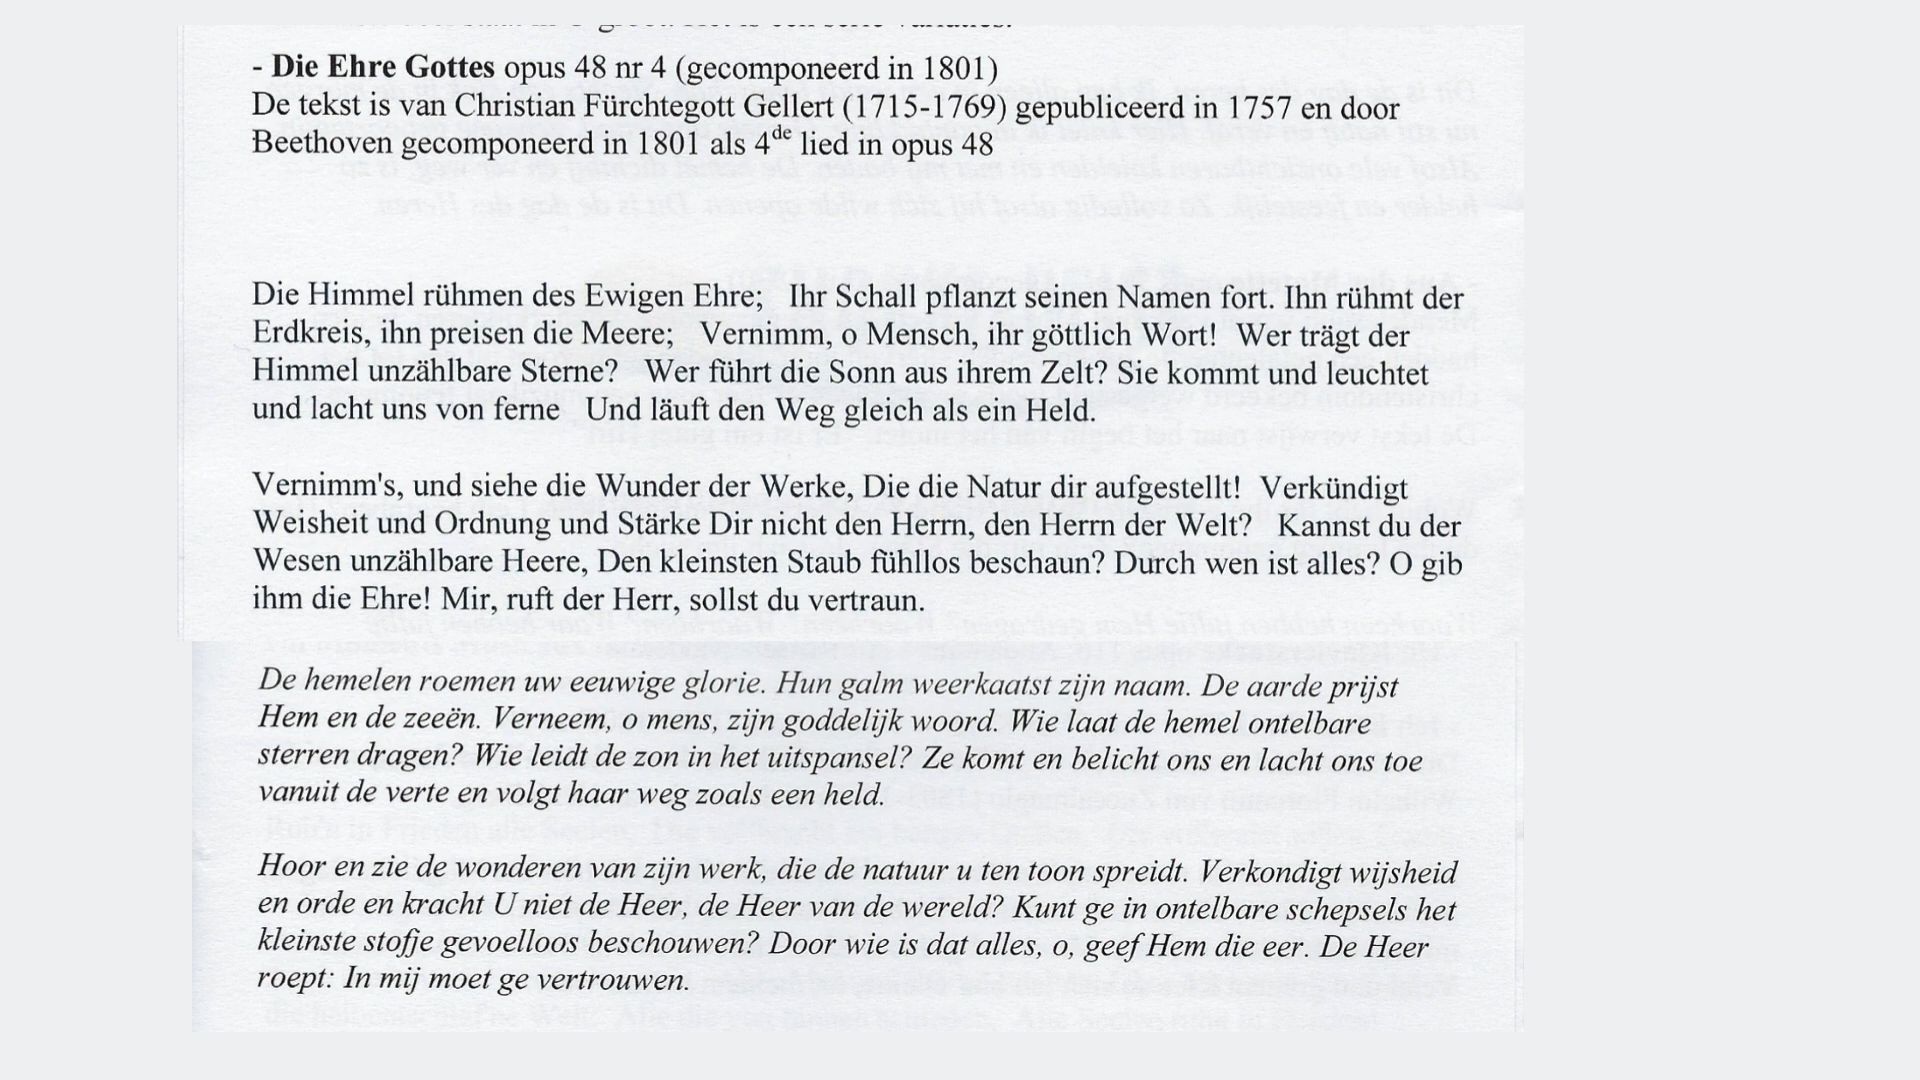 - Die Ehre Gottes opus 48 nr 4 (gecomponeerd in 1801)
De tekst is van Christian Fürchtegott Gellert (1715-1769) gepubliceerd in 1757 en door
Beethoven gecomponeerd in 1801 als 4de lied in opus 48
Die Himmel rühmen des Ewigen Ehre;   Ihr Schall pflanzt seinen Namen fort. Ihn rühmt der
Erdkreis, ihn preisen die Meere;   Vernimm, o Mensch, ihr göttlich Wort!  Wer trägt der
Himmel unzählbare Sterne?   Wer führt die Sonn aus ihrem Zelt? Sie kommt und leuchtet
und lacht uns von ferne   Und läuft den Weg gleich als ein Held.
Vernimm's, und siehe die Wunder der Werke, Die die Natur dir aufgestellt!  Verkündigt
Weisheit und Ordnung und Stärke Dir nicht den Herrn, den Herrn der Welt?   Kannst du der
Wesen unzählbare Heere, Den kleinsten Staub fühllos beschaun? Durch wen ist alles? O gib
ihm die Ehre! Mir, ruft der Herr, sollst du vertraun.
De hemelen roemen uw eeuwige glorie. Hun galm weerkaatst zijn naam. De aarde prijst
Hem en de zeeën. Verneem, o mens, zijn goddelijk woord. Wie laat de hemel ontelbare
sterren dragen? Wie leidt de zon in het uitspansel? Ze komt en belicht ons en lacht ons toe
vanuit de verte en volgt haar weg zoals een held.
Hoor en zie de wonderen van zijn werk, die de natuur u ten toon spreidt. Verkondigt wijsheid
en orde en kracht U niet de Heer, de Heer van de wereld? Kunt ge in ontelbare schepsels het
kleinste stofje gevoelloos beschouwen? Door wie is dat alles, o, geef Hem die eer. De Heer
roept: In mij moet ge vertrouwen.